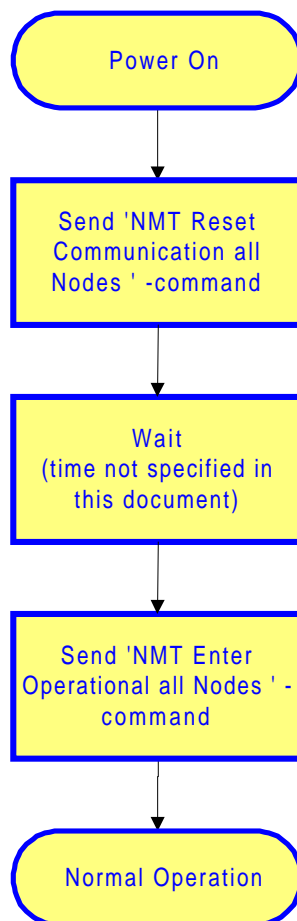 Power On
Send 'NMT Reset
Communication all
Nodes ' -command
Wait
(time not specified in
this document)
Send 'NMT Enter
Operational all Nodes ' -
command
Normal Operation